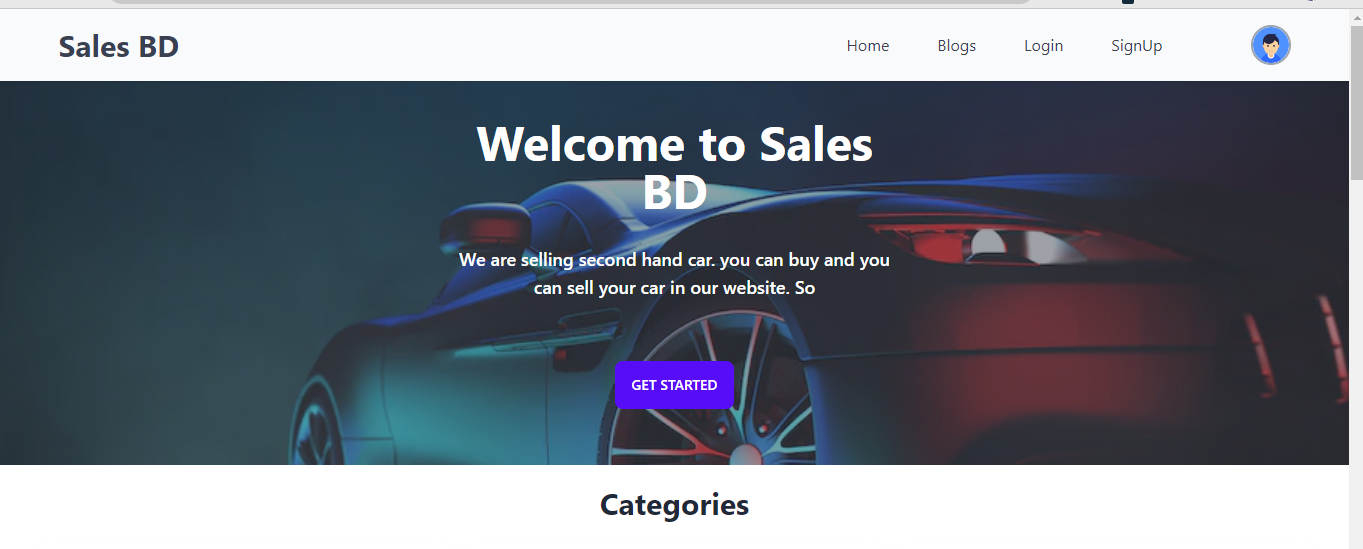 Sales BD
Home
Blogs
Login
SignUp
Welcome to Sales
BD
We are selling second hand car. you can buy and you
can sell your car in our website. So
GET STARTED
Categories